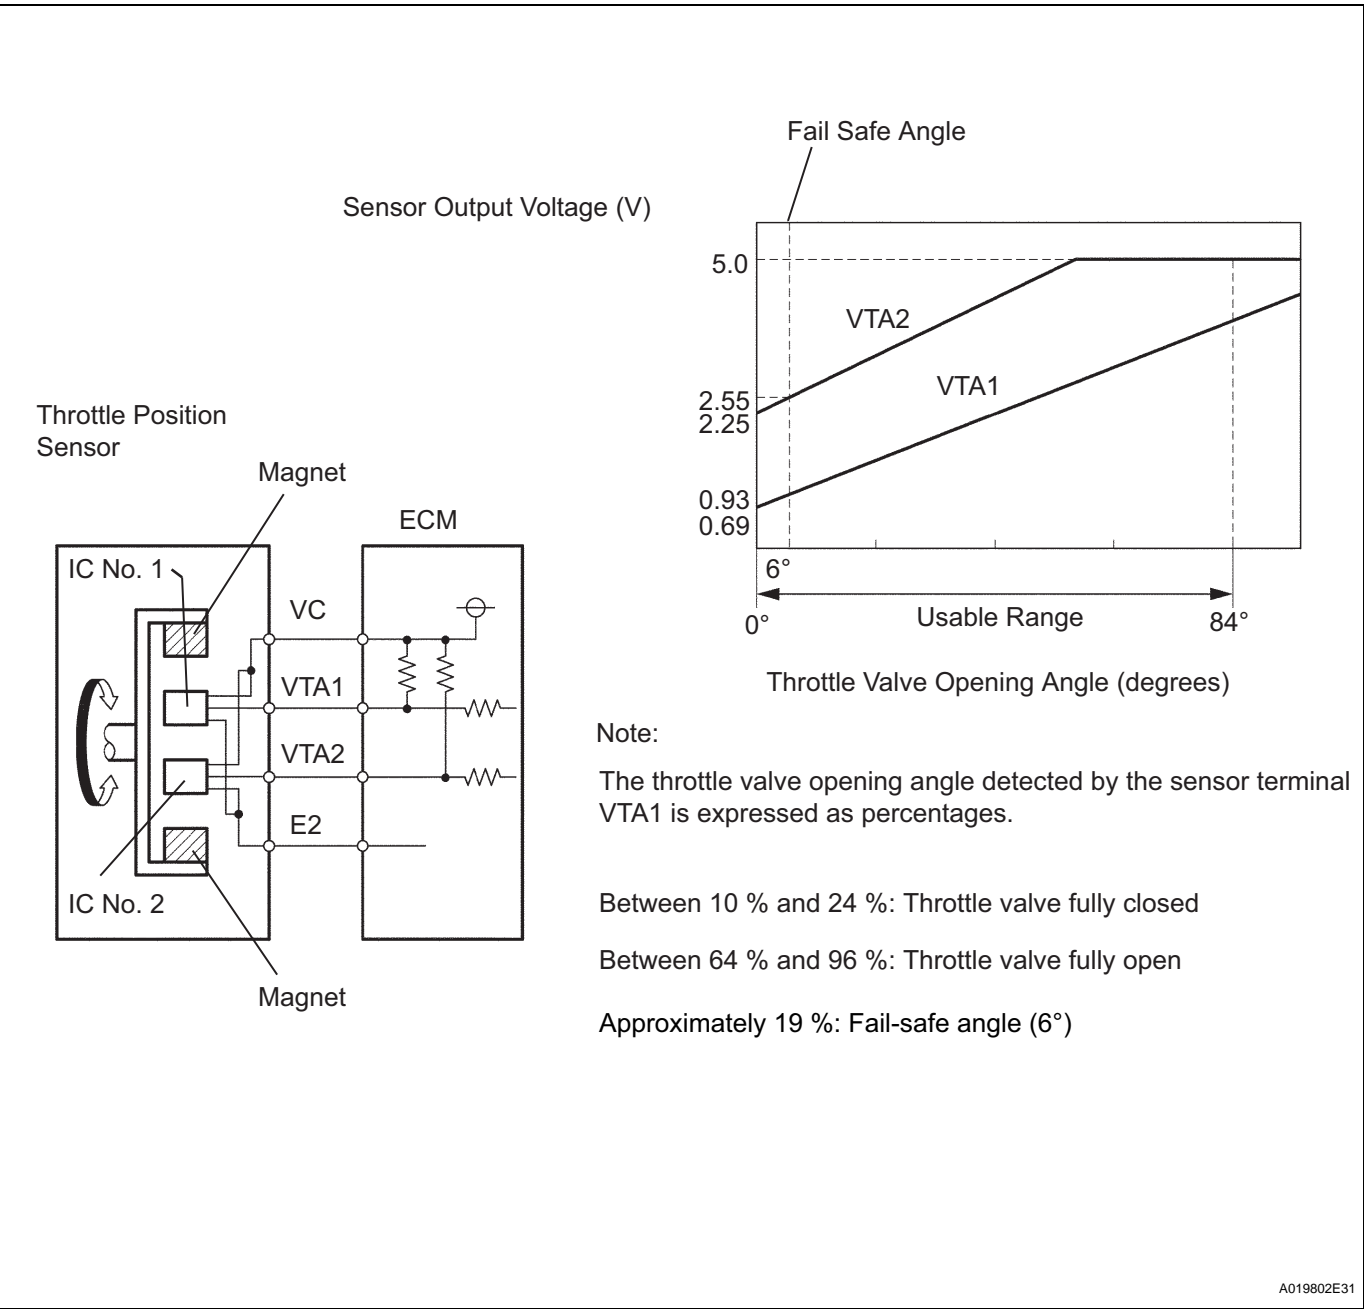 Fail Safe Angle
Sensor Output Voltage (V)
5.0
VTA2
VTA1
2.55
2.25
0.93
0.69
6°
Usable Range
0°
84°
Throttle Valve Opening Angle (degrees)
Throttle Position
Sensor
Magnet
ECM
IC No. 1
VC
VTA1
VTA2
E2
IC No. 2
Magnet
Note:
The throttle valve opening angle detected by the sensor terminal
VTA1 is expressed as percentages.
Between 10 % and 24 %: Throttle valve fully closed
Between 64 % and 96 %: Throttle valve fully open
Approximately 19 %: Fail-safe angle (6°)
A019802E31